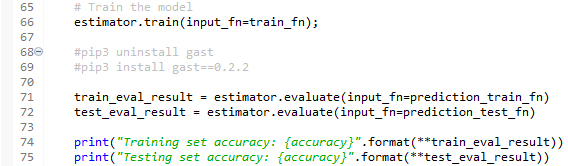 65 # Train the model
66 estimator.train(input_fn=train_fn);
67
68 #pip3 uninstall gast
69 #pip3 install gast==0.2.2
70
71 train_eval_result = estimator.evaluate(input_fn=prediction_train_fn)
72 test_eval_result = estimator.evaluate(input_fn=prediction_test_fn)
73
74 print("Training set accuracy: {accuracy}".format(**train_eval_result))
75 print("Testing set accuracy: {accuracy}".format(**test_eval_result))